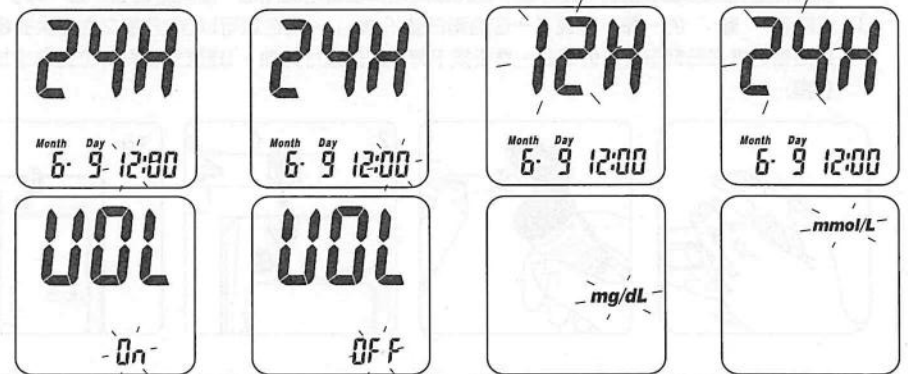 24H
Month Day
6· 9 12:00
24H
Month Day
6· 9 12:00
12H
Month Day
6· 9 12:00
24H
Month Day
6· 9 12:00
VOL
On
VOL
OFF
mg/dL
mmol/L